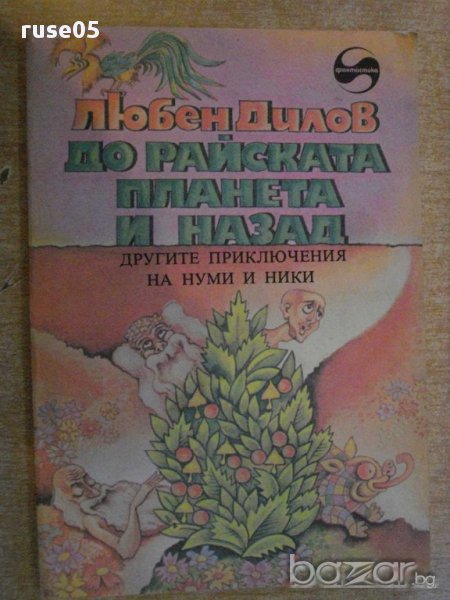 ruse05
фантастика
ЛЮБЕН ДИЛОВ
ДО РАЙСКАТА
ПЛАНЕТА
И НАЗАД
ДРУГИТЕ ПРИКЛЮЧЕНИЯ
НА НУМИ И НИКИ
bazar.bg